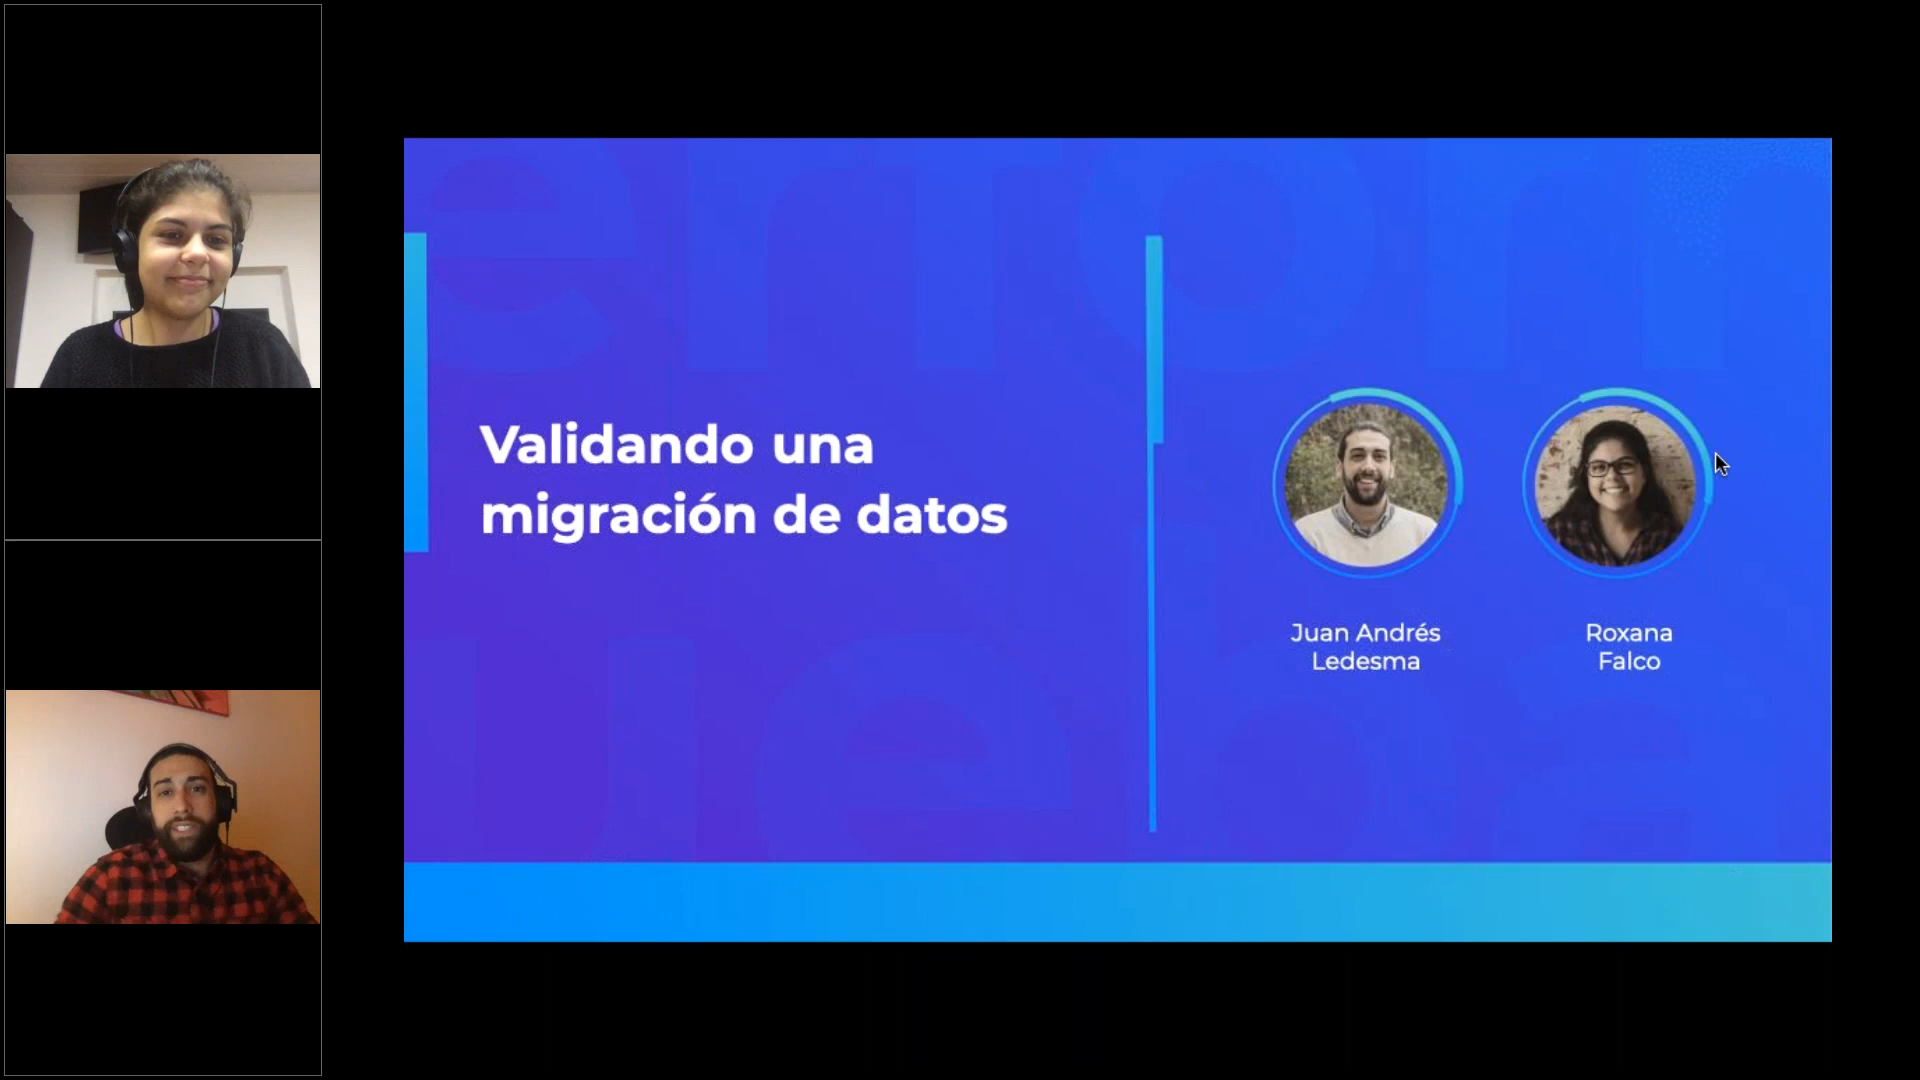 Validando una
migración de datos
Juan Andrés
Ledesma
Roxana
Falco